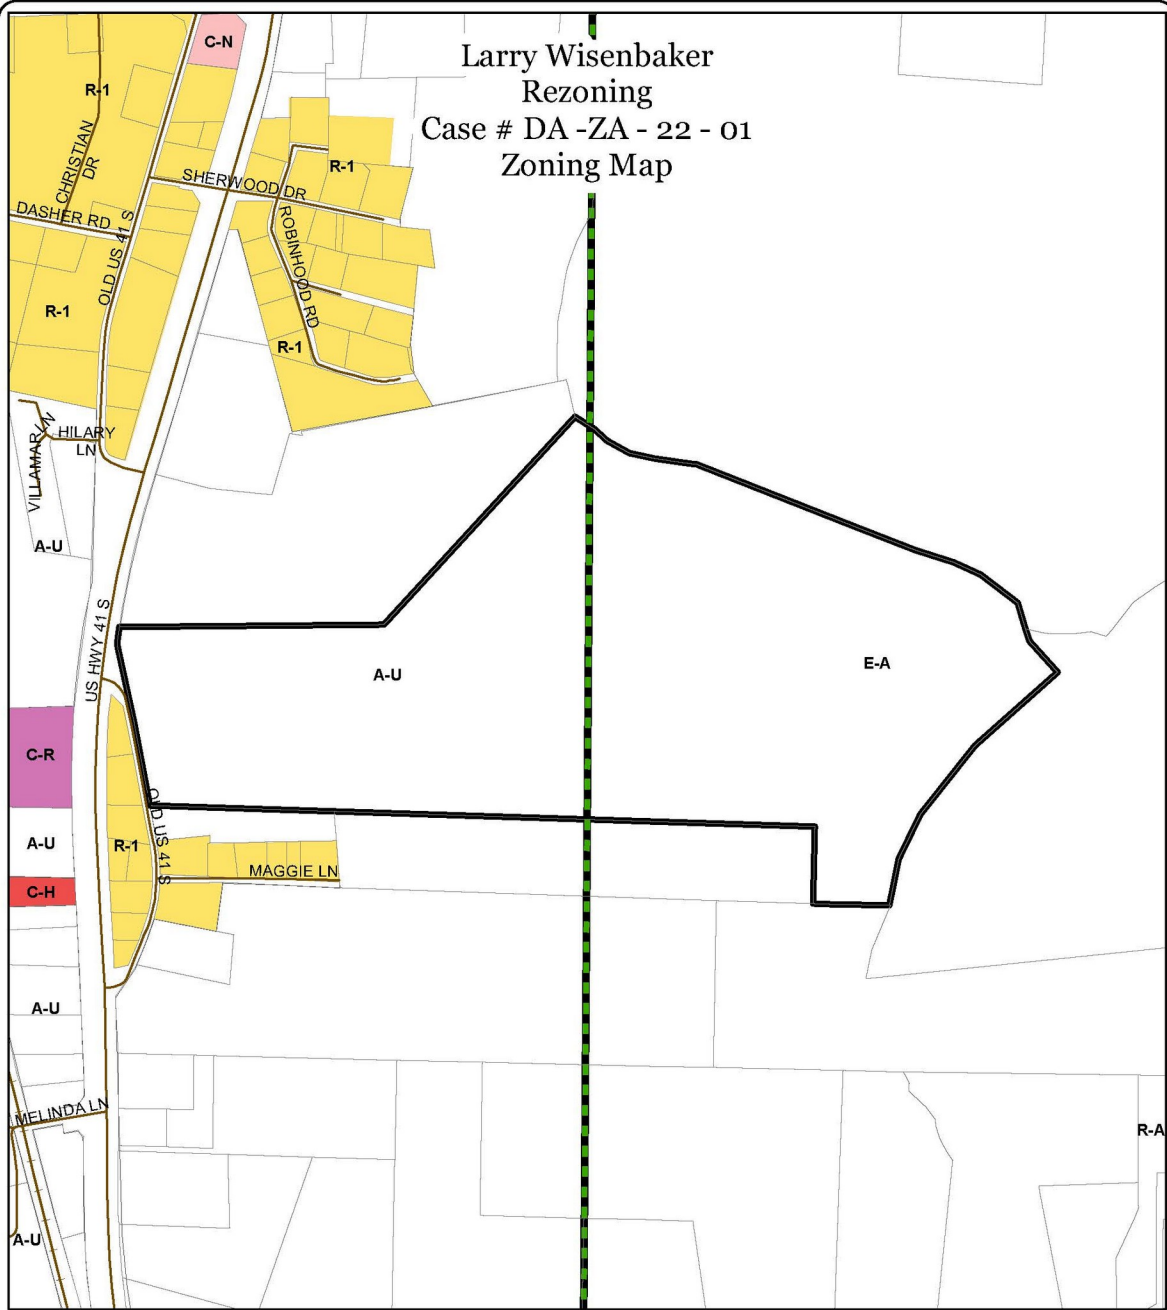 Larry Wisenbaker
Rezoning
Case # DA -ZA - 22 - 01
Zoning Map
C-N
R-1
CHRISTIAN
DR
SHERWOOD DR
R-1
DASHER RD
OLD US 41 S
ROBINHOOD RD
R-1
R-1
VILLAMAR LN
HILARY
LN
A-U
US HWY 41 S
A-U
E-A
C-R
OLD US 41 S
A-U
R-1
MAGGIE LN
C-H
A-U
MELINDA LN
R-A
A-U